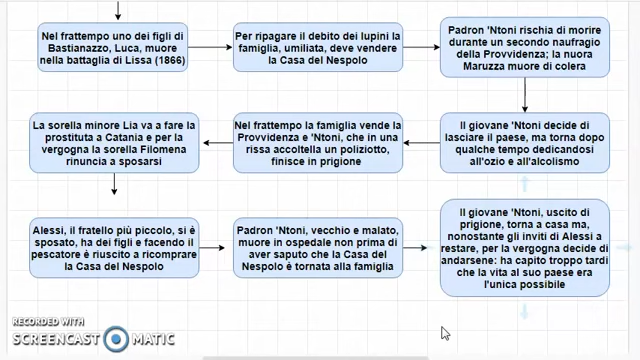 Nel frattempo uno dei figli di
Bastianazzo, Luca, muore
nella battaglia di Lissa (1866)
Per ripagare il debito dei lupini la
famiglia, umiliata, deve vendere
la Casa del Nespolo
Padron 'Ntoni rischia di morire
durante un secondo naufragio
della Provvidenza; la nuora
Maruzza muore di colera
Il giovane 'Ntoni decide di
lasciare il paese, ma torna dopo
qualche tempo dedicandosi
all'ozio e all'alcolismo
Nel frattempo la famiglia vende la
Provvidenza e 'Ntoni, che in una
rissa accoltella un poliziotto,
finisce in prigione
La sorella minore Lia va a fare la
prostituta a Catania e per la
vergogna la sorella Filomena
rinuncia a sposarsi
Alessi, il fratello più piccolo, si è
sposato, ha dei figli e facendo il
pescatore è riuscito a ricomprare
la Casa del Nespolo
Padron 'Ntoni, vecchio e malato,
muore in ospedale non prima di
aver saputo che la Casa del
Nespolo è tornata alla famiglia
Il giovane 'Ntoni, uscito di
prigione, torna a casa ma,
nonostante gli inviti di Alessi a
restare, per la vergogna decide di
andarsene: ha capito troppo tardi
che la vita al suo paese era
l'unica possibile
RECORDED WITH
SCREENCAST MATIC